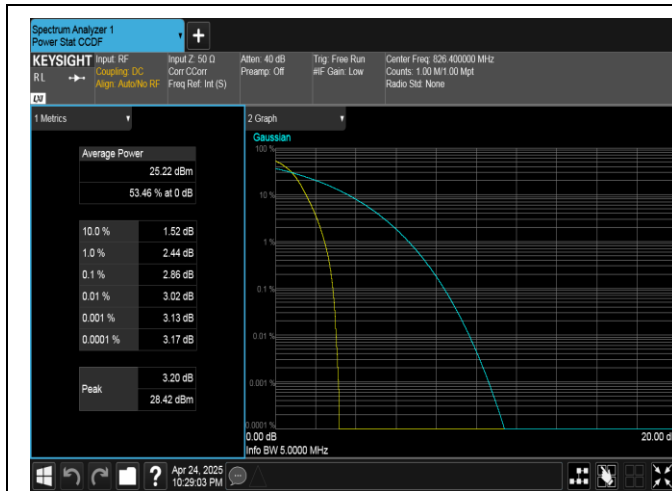 Spectrum Analyzer 1
Power Stat CCDF
+
KEYSIGHT Input: RF Input Z: 50 Ω Atten: 40 dB Trig: Free Run Center Freq: 826.400000 MHz
RL Coupling: DC Corr CCorr Preamp: Off #IF Gain: Low Counts: 1.00 M/1.00 Mpt
Align: Auto/No RF Freq Ref: Int (S) Radio Std: None
LXI
1 Metrics
Average Power
25.22 dBm
53.46 % at 0 dB
10.0 % 1.52 dB
1.0 % 2.44 dB
0.1 % 2.86 dB
0.01 % 3.02 dB
0.001 % 3.13 dB
0.0001 % 3.17 dB
Peak
3.20 dB
28.42 dBm
2 Graph
Gaussian
100 %
10 %
1 %
0.1 %
0.01 %
0.001 %
0.0001 %
0.00 dB 20.00 d
Info BW 5.0000 MHz
? Apr 24, 2025
10:29:03 PM